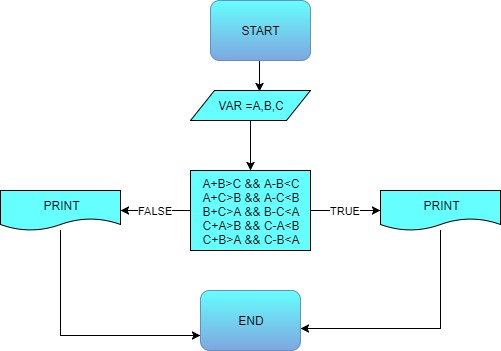 START
VAR =A,B,C
A+B>C && A-B<C
A+C>B && A-C<B
B+C>A && B-C<A
C+A>B && C-A<B
C+B>A && C-B<A
PRINT
FALSE
TRUE
PRINT
END